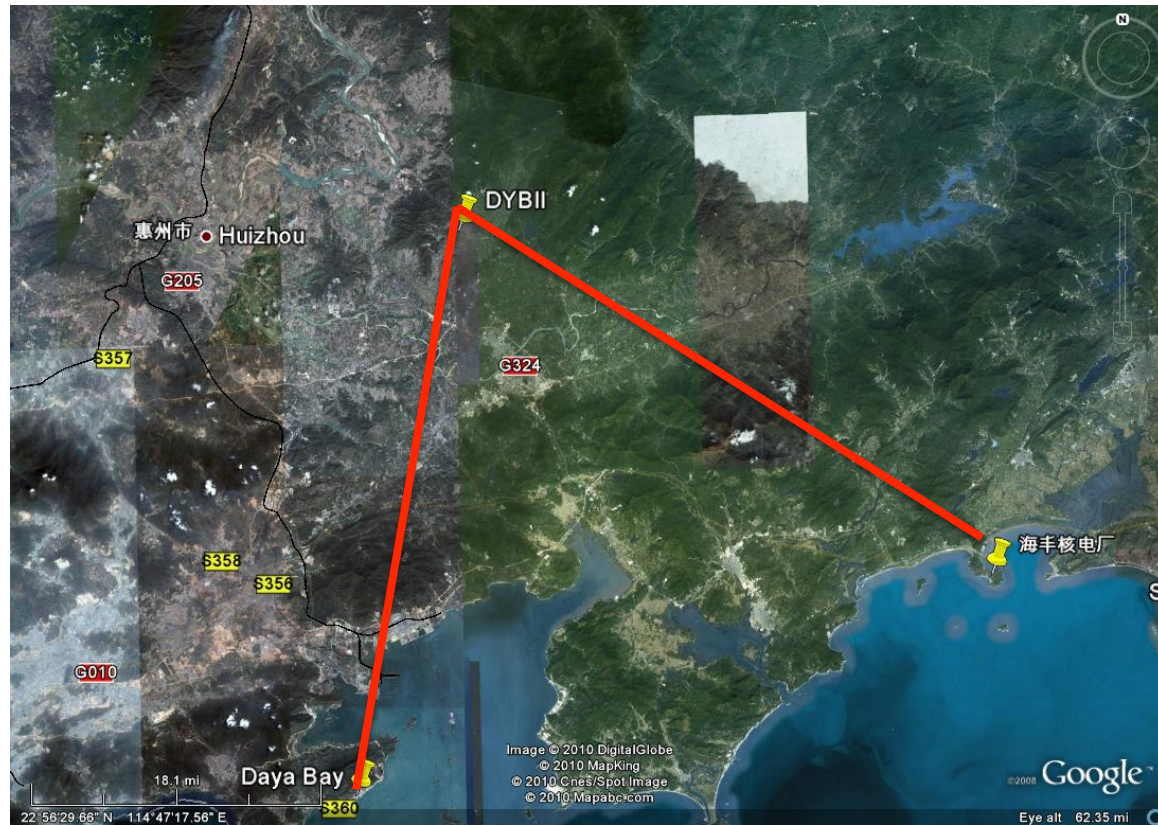 N
DYBII
惠州市
Huizhou
G205
S357
G324
S358
S356
海丰核电厂
S
G010
Daya Bay
18.1 mi
S360
Image © 2010 DigitalGlobe
© 2010 MapKing
© 2010 Cnes/Spot Image
© 2010 Mapabc.com
©2008 Google™
22°56'29.66" N 114°47'17.56" E
Eye alt 62.35 mi